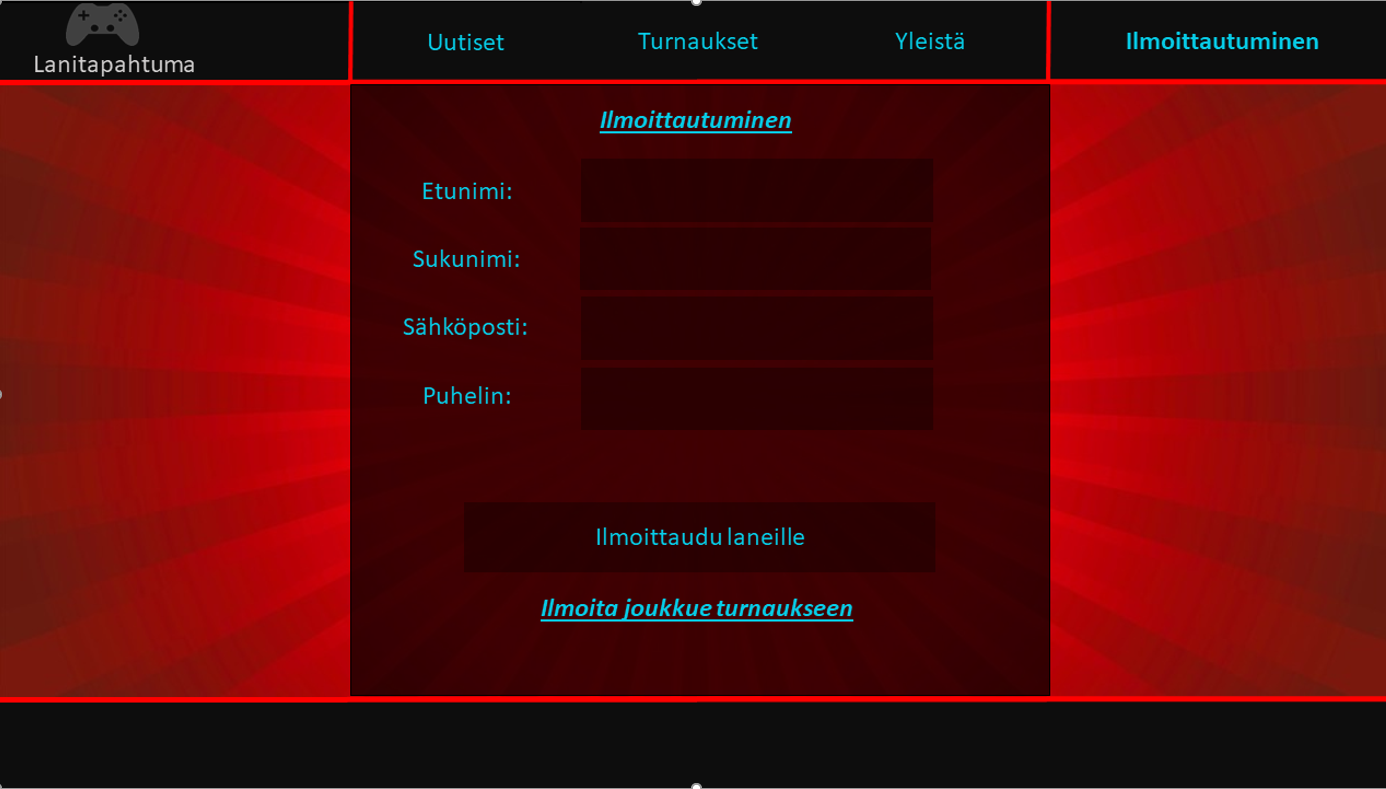 Lanitapahtuma
Uutiset
Turnaukset
Yleistä
Ilmoittautuminen
Ilmoittautuminen
Etunimi:
Sukunimi:
Sähköposti:
Puhelin:
Ilmoittaudu laneille
Ilmoita joukkue turnaukseen